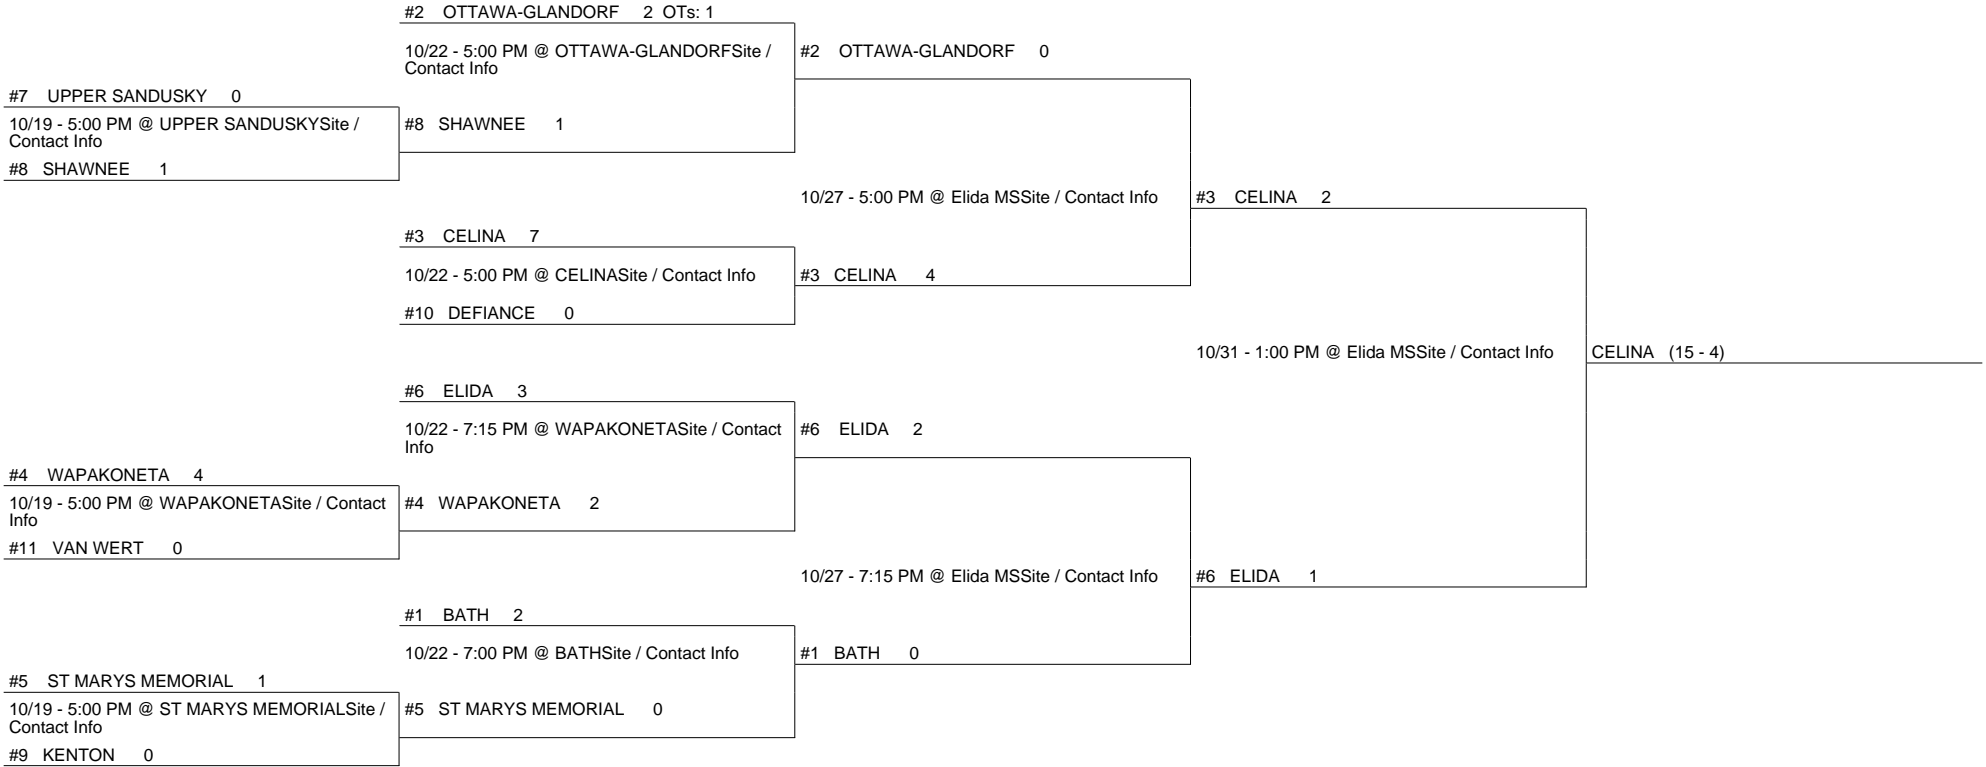 #2 OTTAWA-GLANDORF 2 OTs: 1
10/22 - 5:00 PM @ OTTAWA-GLANDORFSite /
Contact Info
#2 OTTAWA-GLANDORF 0
#7 UPPER SANDUSKY 0
10/19 - 5:00 PM @ UPPER SANDUSKYSite /
Contact Info
#8 SHAWNEE 1
#8 SHAWNEE 1
10/27 - 5:00 PM @ Elida MSSite / Contact Info
#3 CELINA 2
#3 CELINA 7
10/22 - 5:00 PM @ CELINASite / Contact Info
#3 CELINA 4
#10 DEFIANCE 0
10/31 - 1:00 PM @ Elida MSSite / Contact Info
CELINA (15 - 4)
#6 ELIDA 3
10/22 - 7:15 PM @ WAPAKONETASite / Contact
Info
#6 ELIDA 2
#4 WAPAKONETA 4
10/19 - 5:00 PM @ WAPAKONETASite / Contact
Info
#4 WAPAKONETA 2
#11 VAN WERT 0
10/27 - 7:15 PM @ Elida MSSite / Contact Info
#6 ELIDA 1
#1 BATH 2
10/22 - 7:00 PM @ BATHSite / Contact Info
#1 BATH 0
#5 ST MARYS MEMORIAL 1
10/19 - 5:00 PM @ ST MARYS MEMORIALSite /
Contact Info
#5 ST MARYS MEMORIAL 0
#9 KENTON 0